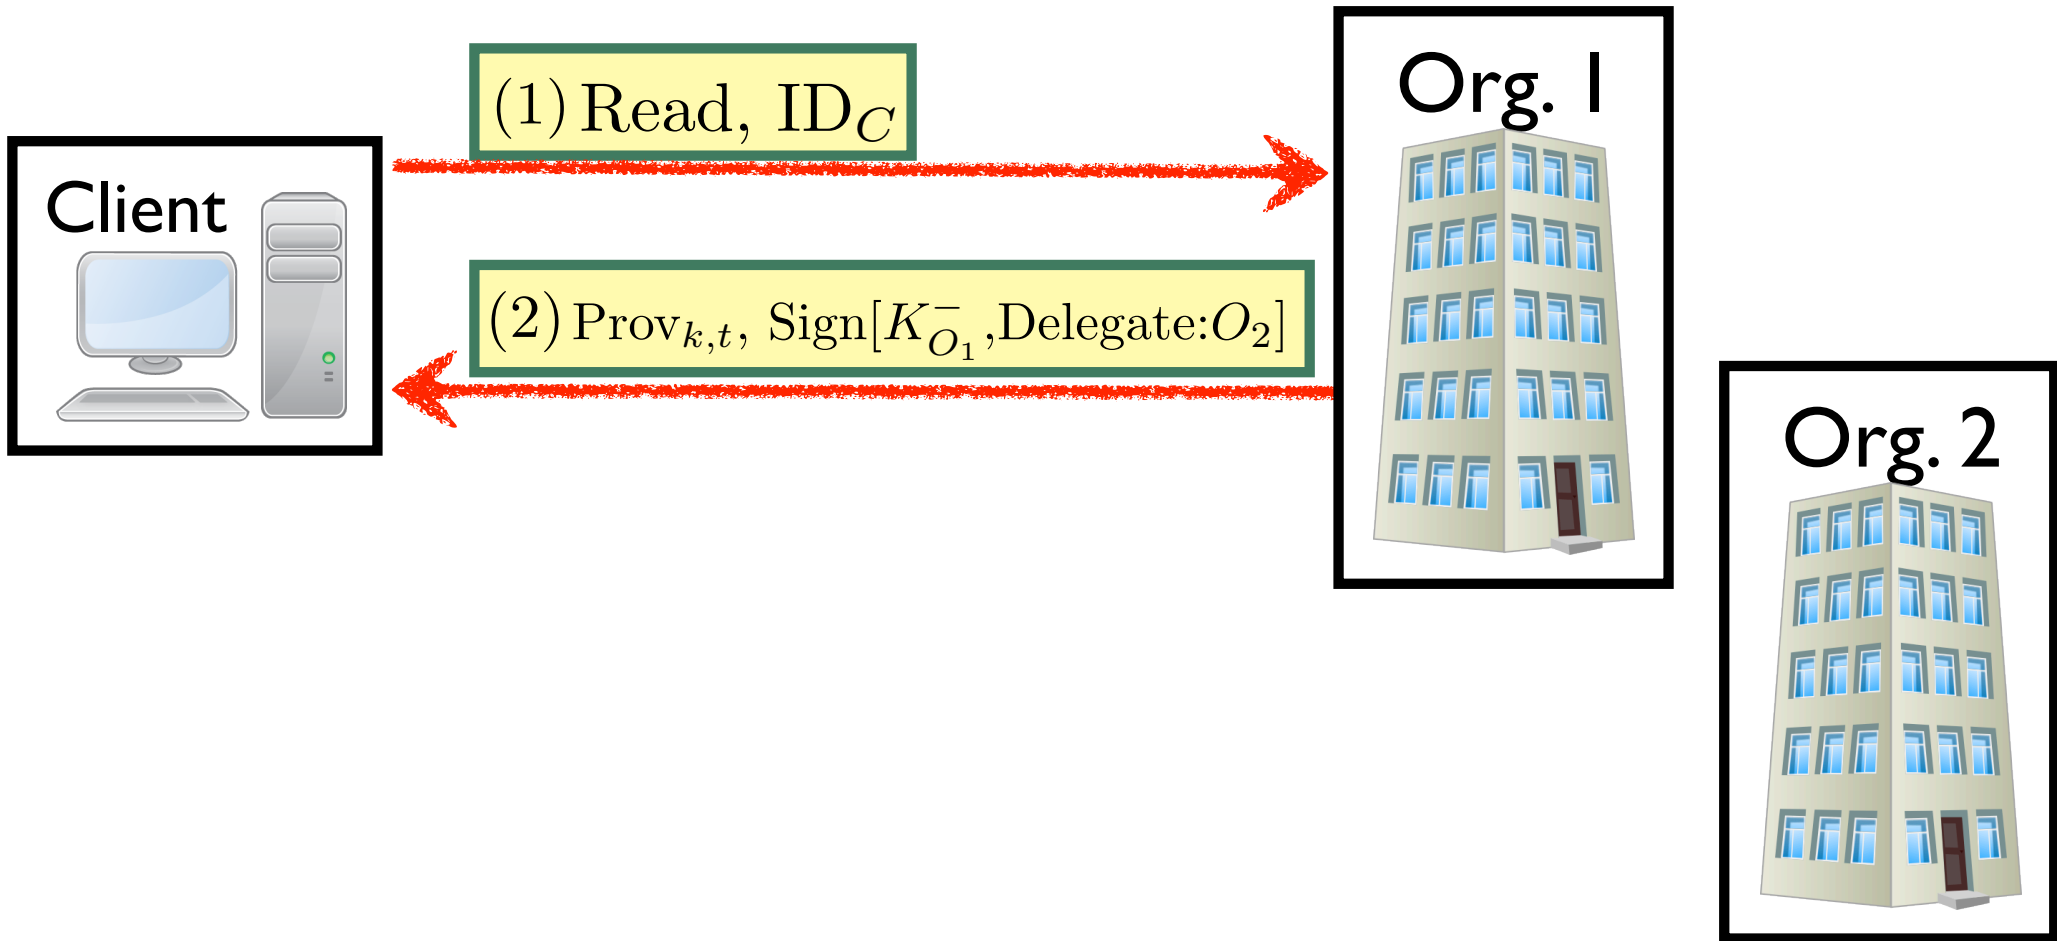 Org. 1
(1) Read, ID_C
Client
(2) Prov_{k,t}, Sign[K^-_{O_1},Delegate:O_2]
Org. 2